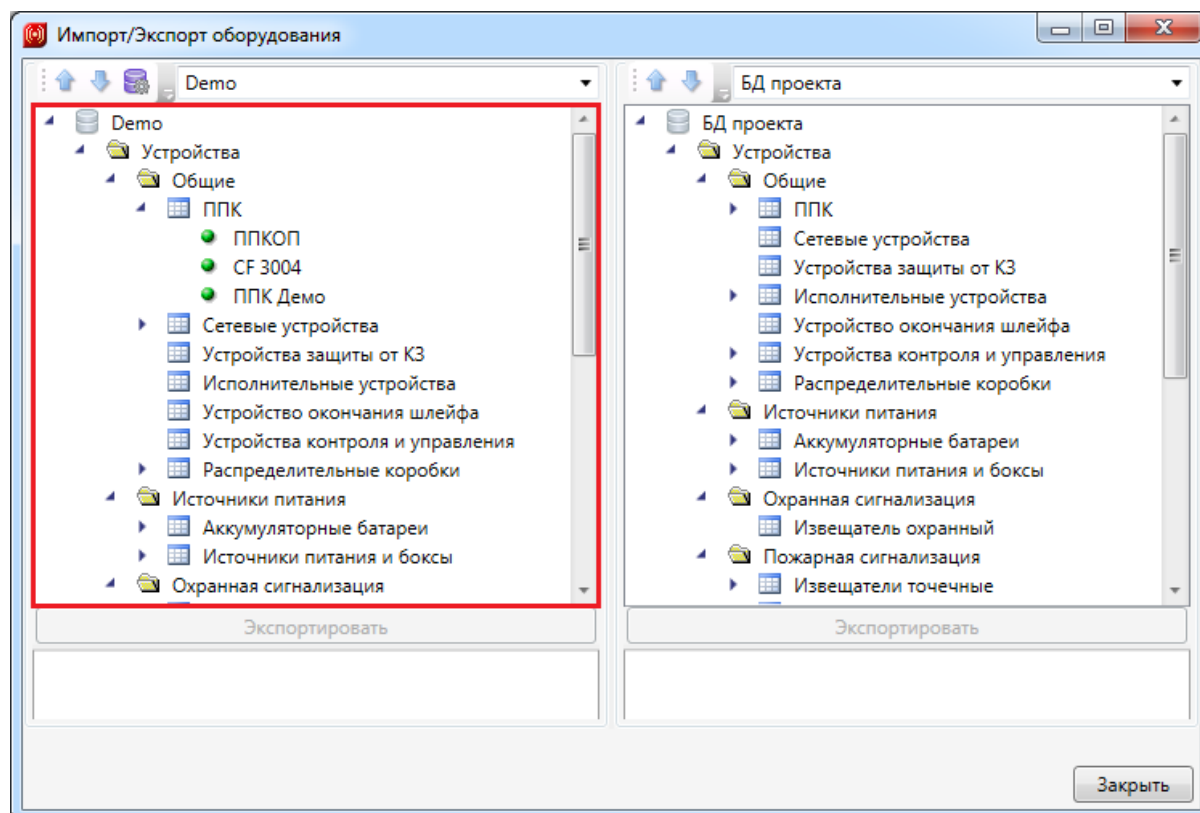 Импорт/Экспорт оборудования
Demo
Demo
Устройства
Общие
ППК
ППКОП
CF 3004
ППК Демо
Сетевые устройства
Устройства защиты от КЗ
Исполнительные устройства
Устройство окончания шлейфа
Устройства контроля и управления
Распределительные коробки
Источники питания
Аккумуляторные батареи
Источники питания и боксы
Охранная сигнализация
Экспортировать
БД проекта
БД проекта
Устройства
Общие
ППК
Сетевые устройства
Устройства защиты от КЗ
Исполнительные устройства
Устройство окончания шлейфа
Устройства контроля и управления
Распределительные коробки
Источники питания
Аккумуляторные батареи
Источники питания и боксы
Охранная сигнализация
Извещатель охранный
Пожарная сигнализация
Извещатели точечные
Экспортировать
Закрыть